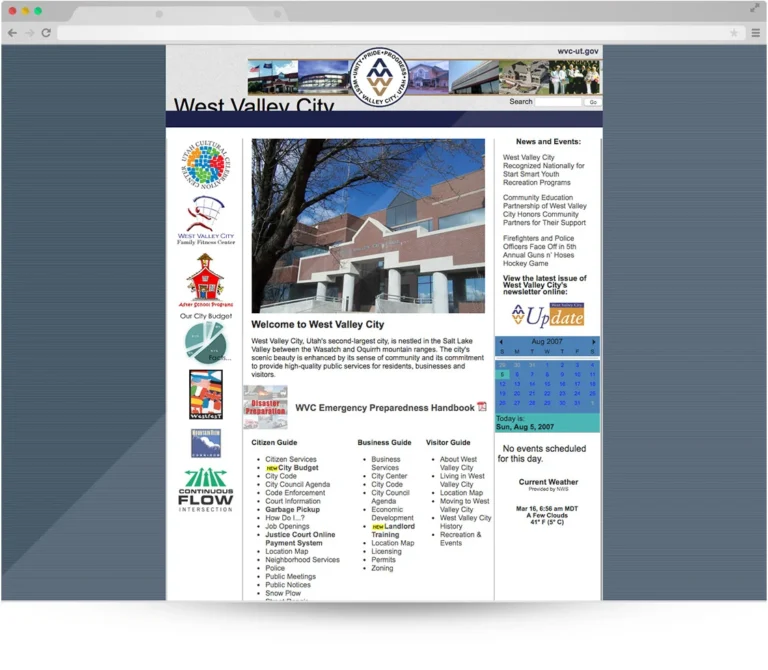 wvc-ut.gov
UNITY • PRIDE • PROGRESS
WEST VALLEY CITY, UTAH
West Valley City
Search
Go
UTAH CULTURAL CELEBRATION CENTER
WEST VALLEY CITY
Family Fitness Center
After School Programs
Our City Budget
Facts...
WESTFEST
CONTINUOUS
FLOW
INTERSECTION
Welcome to West Valley City
West Valley City, Utah's second-largest city, is nestled in the Salt Lake
Valley between the Wasatch and Oquirrh mountain ranges. The city's
scenic beauty is enhanced by its sense of community and its commitment
to provide high-quality public services for residents, businesses and
visitors.
Disaster
Preparation
WVC Emergency Preparedness Handbook
Citizen Guide
Citizen Services
NEW City Budget
City Code
City Council Agenda
Code Enforcement
Court Information
Garbage Pickup
How Do I...?
Job Openings
Justice Court Online
Payment System
Location Map
Neighborhood Services
Police
Public Meetings
Public Notices
Snow Plow
Business Guide
Business
Services
City Center
City Code
City Council
Agenda
Economic
Development
NEW Landlord
Training
Location Map
Licensing
Permits
Zoning
Visitor Guide
About West
Valley City
Living in West
Valley City
Location Map
Moving to West
Valley City
West Valley City
History
Recreation &
Events
News and Events:
West Valley City
Recognized Nationally for
Start Smart Youth
Recreation Programs
Community Education
Partnership of West Valley
City Honors Community
Partners for Their Support
Firefighters and Police
Officers Face Off in 5th
Annual Guns n' Hoses
Hockey Game
View the latest issue of
West Valley City's
newsletter online:
West Valley City
Update
Aug 2007
S M T W T F S
29 30 31 1 2 3 4
5 6 7 8 9 10 11
12 13 14 15 16 17 18
19 20 21 22 23 24 25
26 27 28 29 30 31 1
Today is:
Sun, Aug 5, 2007
No events scheduled
for this day.
Current Weather
Provided by NWS
Mar 16, 6:56 am MDT
A Few Clouds
41° F (5° C)